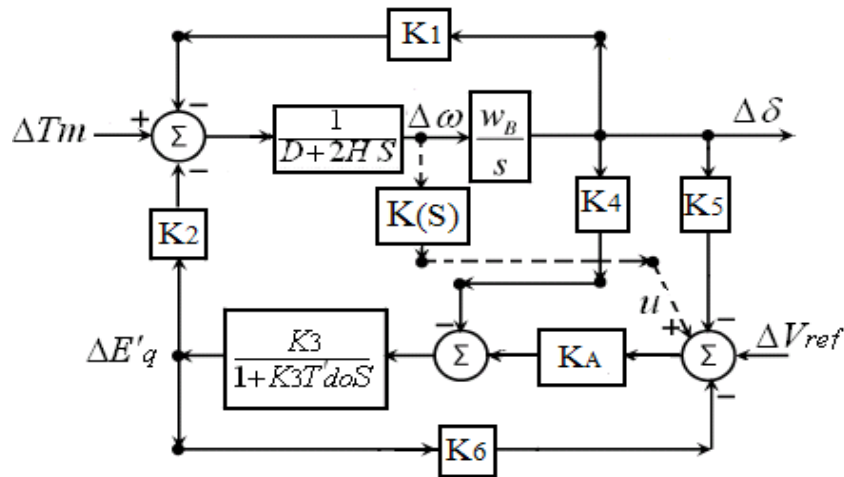 K1
ΔTm
+
−
−
Σ
1
D+2H S
Δω
w_B
s
Δδ
K2
K(S)
K4
K5
u
ΔE'q
K3
1+K3T'doS
−
Σ
KA
+
−
Σ
ΔVref
−
−
K6